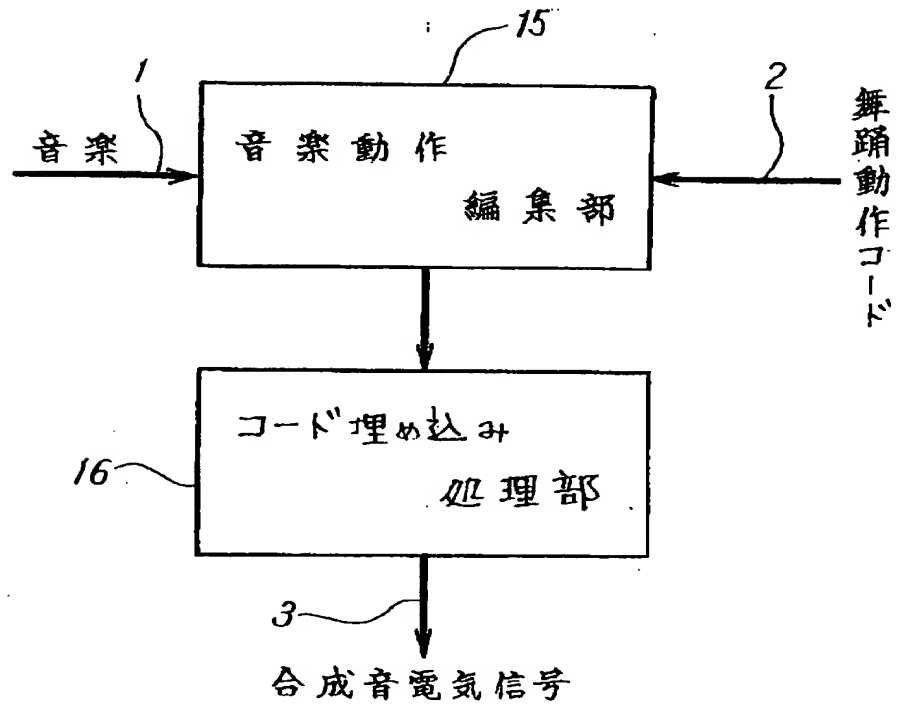 15
1
2
音楽
音楽動作
編集部
舞踊動作コード
コード埋め込み
処理部
16
3
合成音電気信号